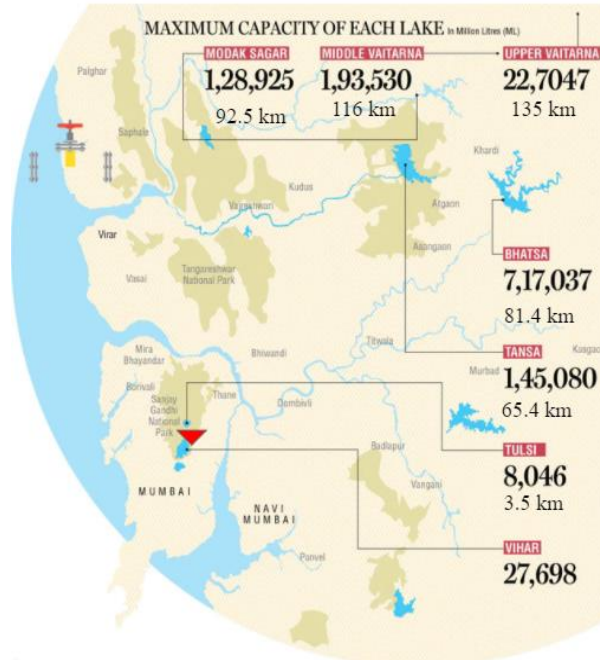 MAXIMUM CAPACITY OF EACH LAKE In Million Litres (ML)
MODAK SAGAR
1,28,925
92.5 km
MIDDLE VAITARNA
1,93,530
116 km
UPPER VAITARNA
22,7047
135 km
Palghar
Saphale
Khardi
Kudus
Vajreshwari
Atgaon
Asangaon
Virar
BHATSA
7,17,037
81.4 km
Vasai
Tangareshwar
National Park
Titwala
TANSA
1,45,080
65.4 km
Mira
Bhayandar
Bhiwandi
Murbad
Borivali
Thane
Dombivli
Sanjay
Gandhi
National
Park
Badlapur
TULSI
8,046
3.5 km
MUMBAI
Vangani
NAVI
MUMBAI
Panvel
VIHAR
27,698